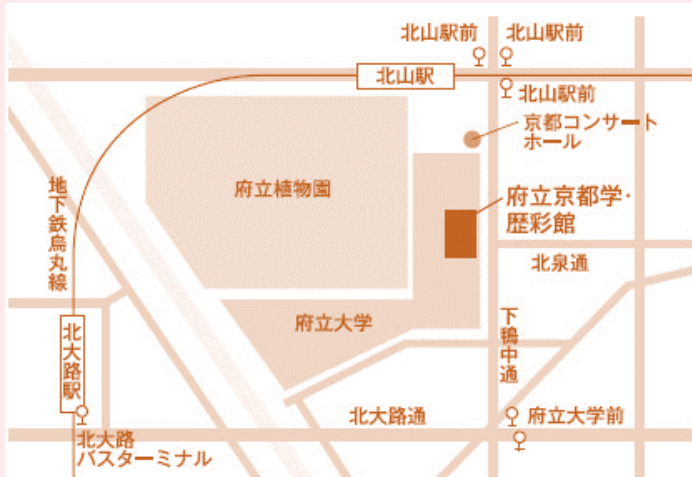 北山駅前
北山駅前
北山駅
北山駅前
京都コンサート
ホール
府立植物園
地下鉄烏丸線
府立京都学・
歴彩館
北泉通
府立大学
下鴨中通
北大路駅
北大路通
府立大学前
北大路
バスターミナル